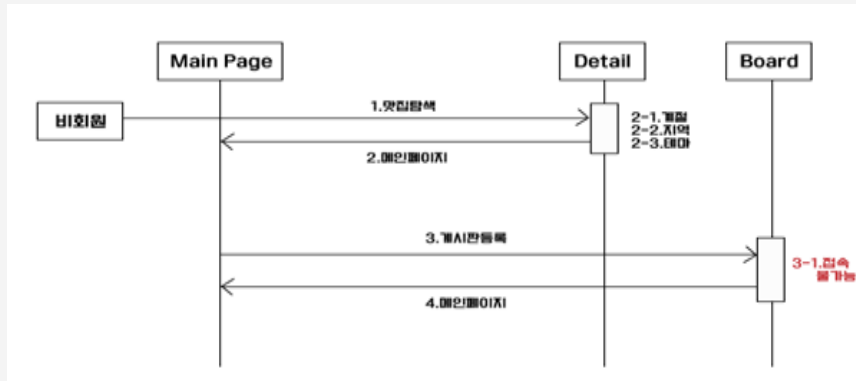 Main Page
Detail
Board
비회원
1.맛집탐색
2-1.계절
2-2.지역
2-3.테마
2.메인페이지
3.게시판등록
3-1.접속
불가능
4.메인페이지